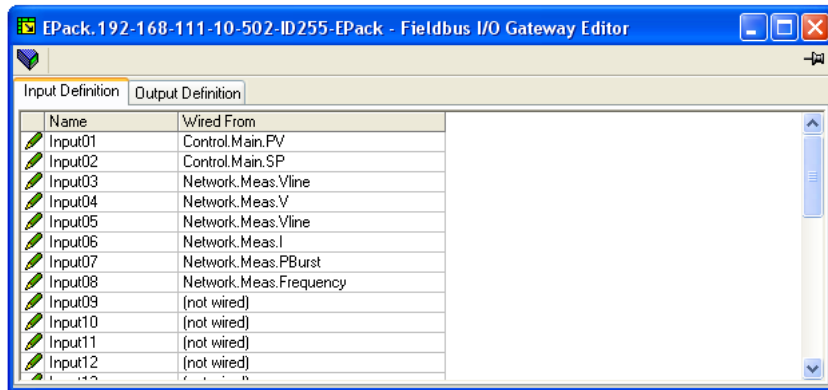 EPack.192-168-111-10-502-ID255-EPack - Fieldbus I/O Gateway Editor
Input Definition Output Definition
Name Wired From
Input01 Control.Main.PV
Input02 Control.Main.SP
Input03 Network.Meas.Vline
Input04 Network.Meas.V
Input05 Network.Meas.Vline
Input06 Network.Meas.I
Input07 Network.Meas.PBurst
Input08 Network.Meas.Frequency
Input09 (not wired)
Input10 (not wired)
Input11 (not wired)
Input12 (not wired)